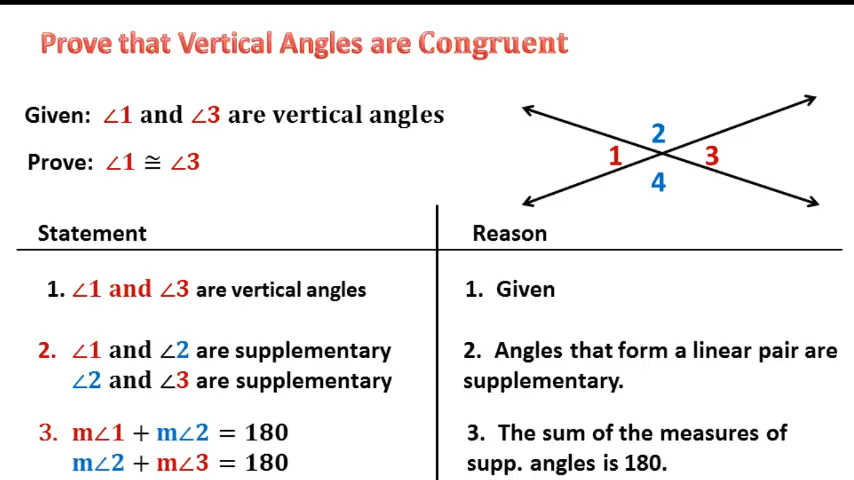 Prove that Vertical Angles are Congruent
Given: ∠1 and ∠3 are vertical angles
Prove: ∠1 ≅ ∠3
2
1 3
4
Statement Reason
1. ∠1 and ∠3 are vertical angles 1. Given
2. ∠1 and ∠2 are supplementary 2. Angles that form a linear pair are
∠2 and ∠3 are supplementary supplementary.
3. m∠1 + m∠2 = 180 3. The sum of the measures of
m∠2 + m∠3 = 180 supp. angles is 180.